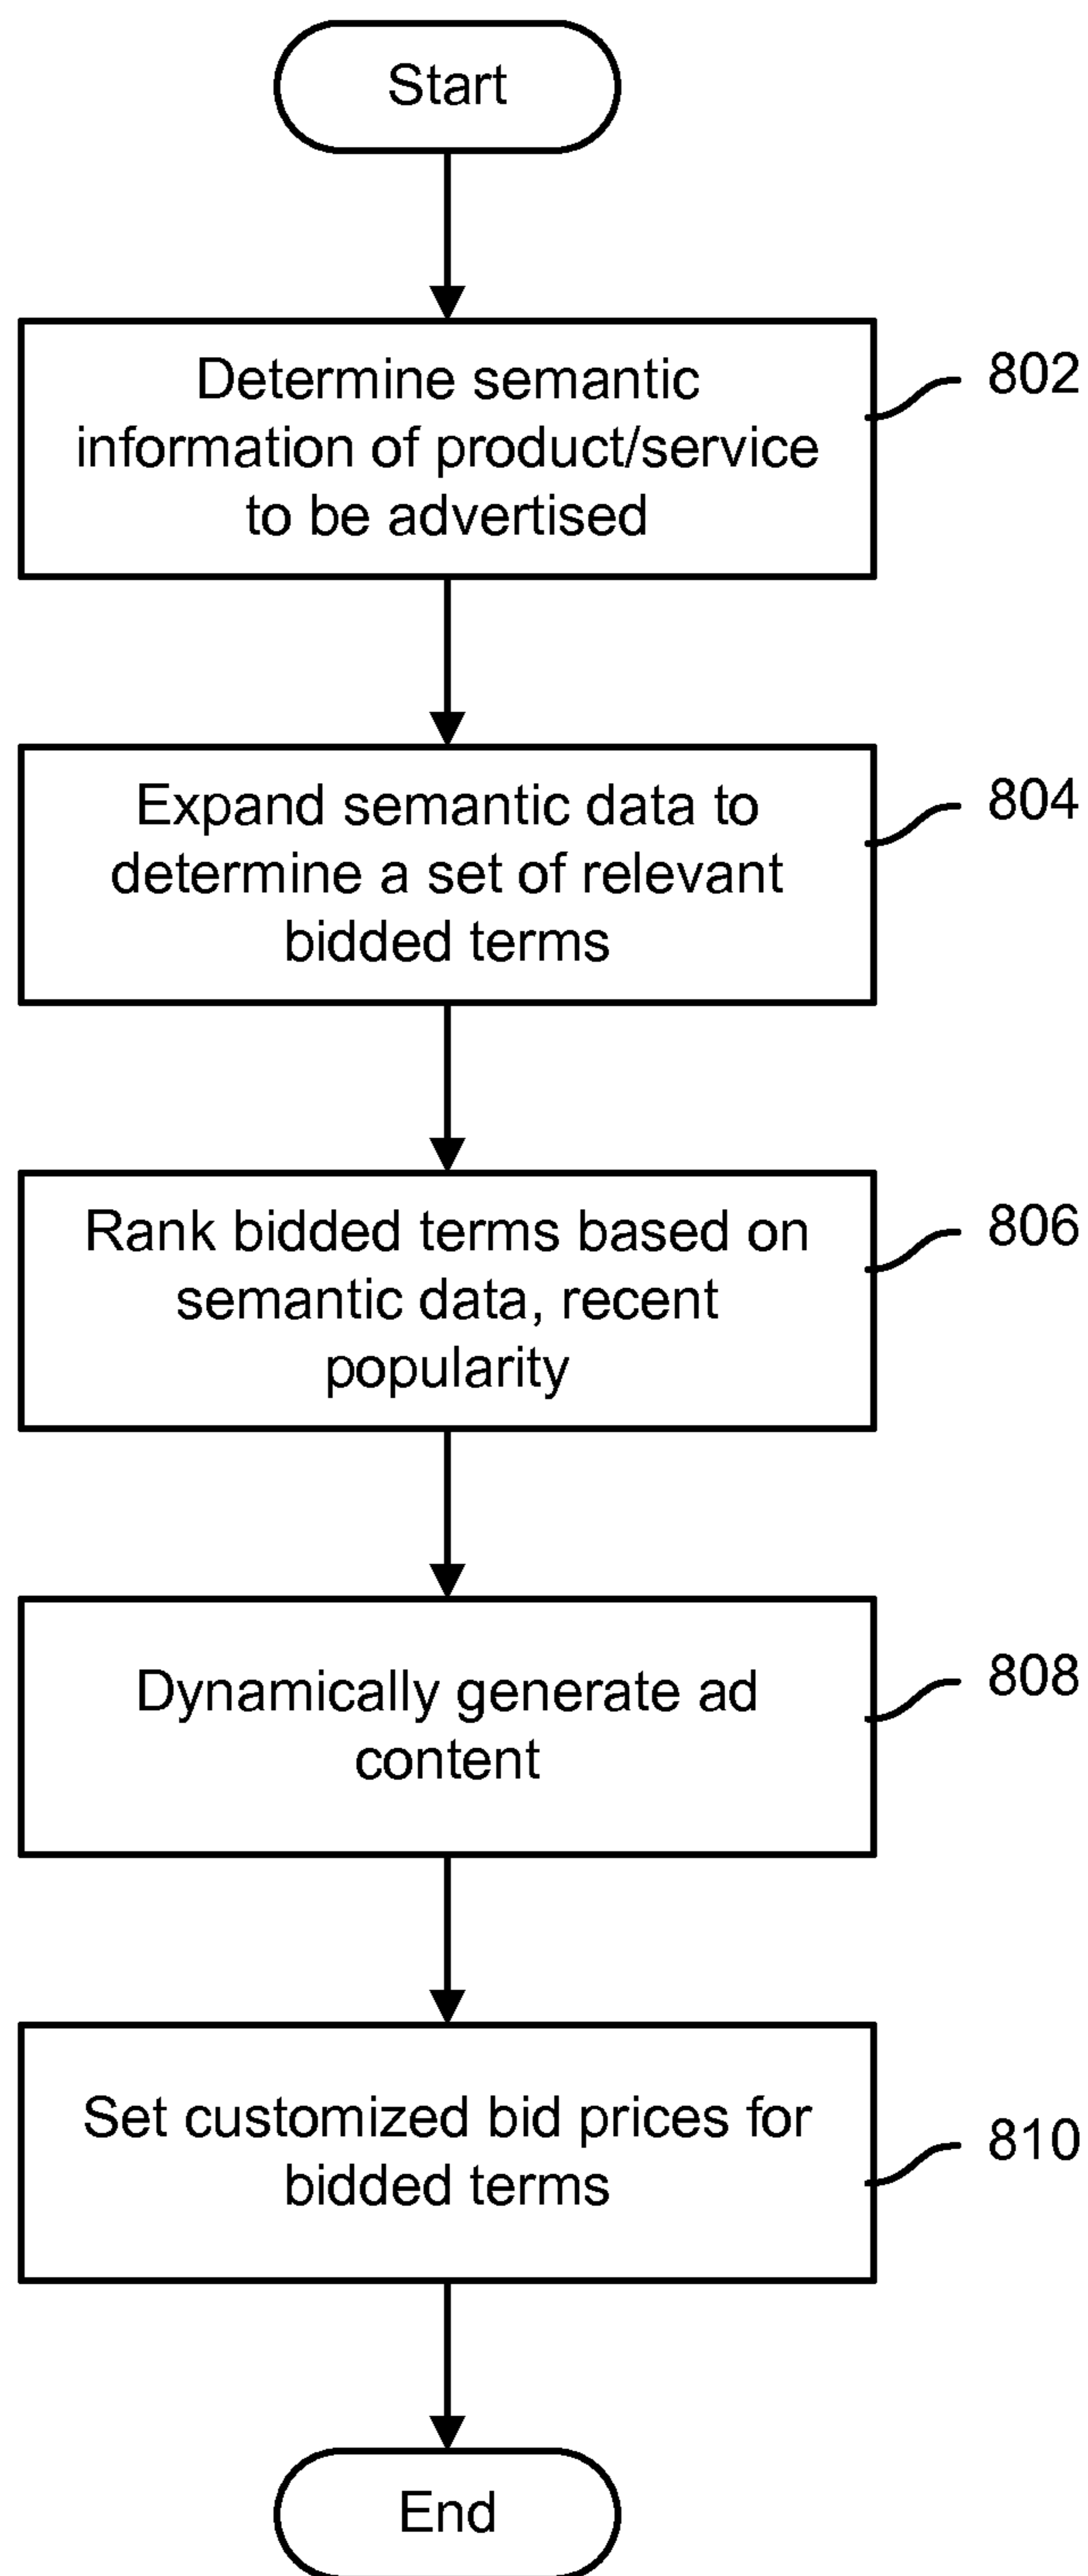 Start
Determine semantic
information of product/service
to be advertised
802
Expand semantic data to
determine a set of relevant
bidded terms
804
Rank bidded terms based on
semantic data, recent
popularity
806
Dynamically generate ad
content
808
Set customized bid prices for
bidded terms
810
End